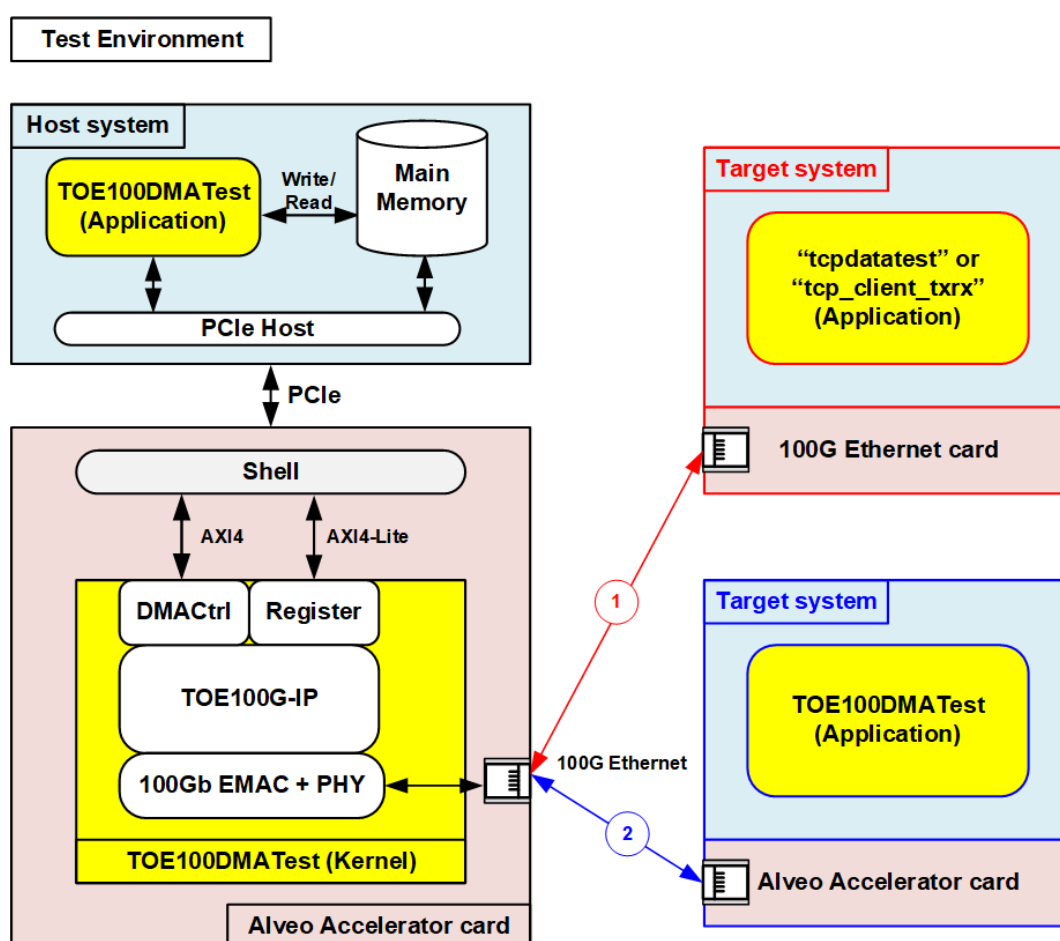 Test Environment
Host system
TOE100DMATest
(Application)
Write/
Read
Main
Memory
PCIe Host
PCIe
Shell
AXI4
AXI4-Lite
DMACtrl
Register
TOE100G-IP
100Gb EMAC + PHY
TOE100DMATest (Kernel)
Alveo Accelerator card
100G Ethernet
1
2
Target system
“tcpdatatest” or
“tcp_client_txrx”
(Application)
100G Ethernet card
Target system
TOE100DMATest
(Application)
Alveo Accelerator card